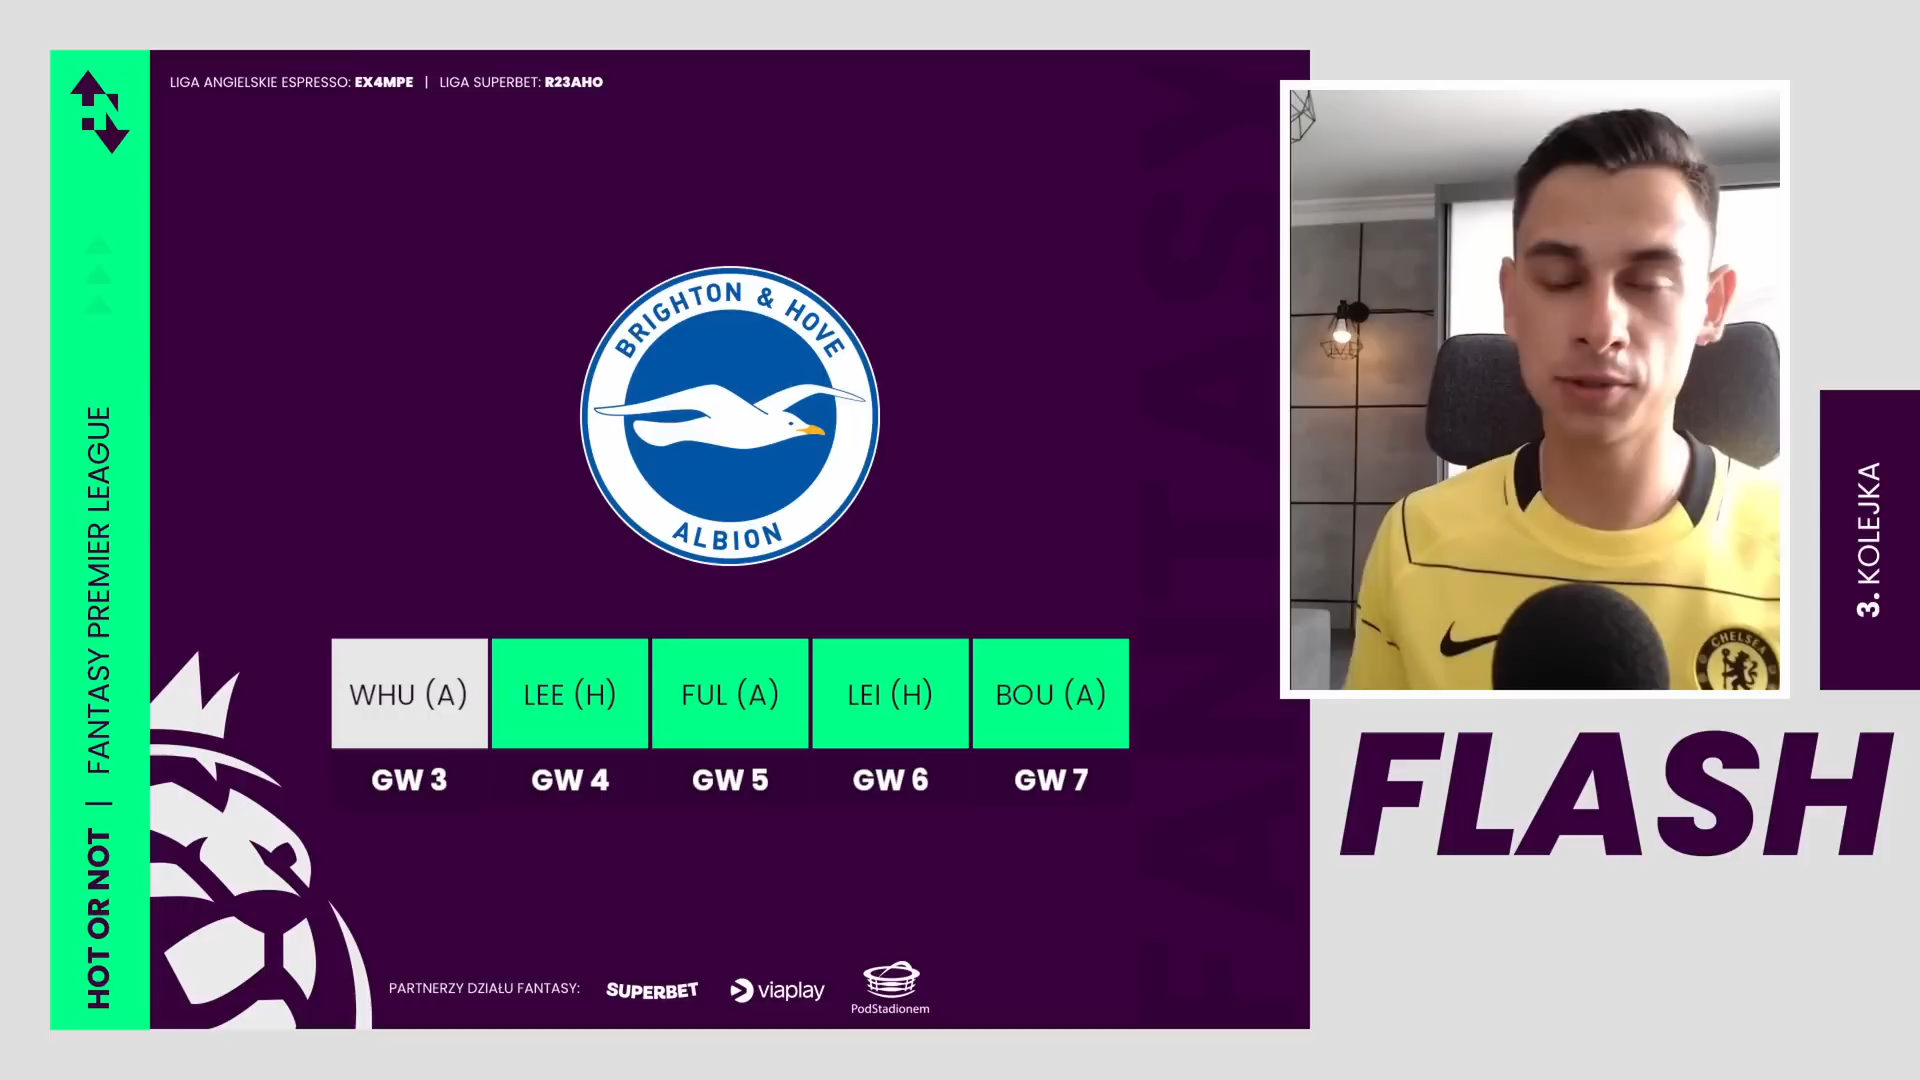 LIGA ANGIELSKIE ESPRESSO: EX4MPE | LIGA SUPERBET: R23AHO
HOT OR NOT | FANTASY PREMIER LEAGUE
FANTASY
BRIGHTON & HOVE
ALBION
WHU (A) LEE (H) FUL (A) LEI (H) BOU (A)
GW 3 GW 4 GW 5 GW 6 GW 7
PARTNERZY DZIAŁU FANTASY: SUPERBET viaplay PodStadionem
CHELSEA
3. KOLEJKA
FLASH